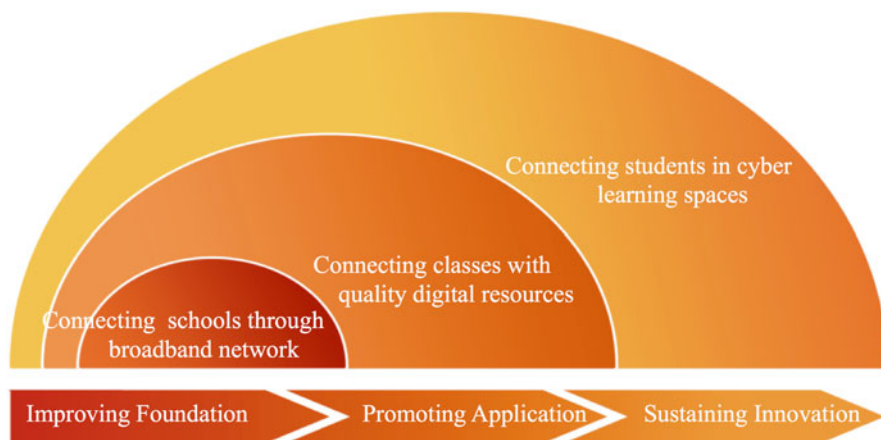 Connecting students in cyber
learning spaces
Connecting classes with
quality digital resources
Connecting schools through
broadband network
Improving Foundation
Promoting Application
Sustaining Innovation